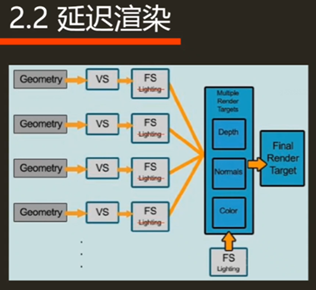 2.2 延迟渲染
Geometry
VS
FS
Lighting
Geometry
VS
FS
Lighting
Geometry
VS
FS
Lighting
Geometry
VS
FS
Lighting
Multiple
Render
Targets
Depth
Normals
Color
Final
Render
Target
FS
Lighting